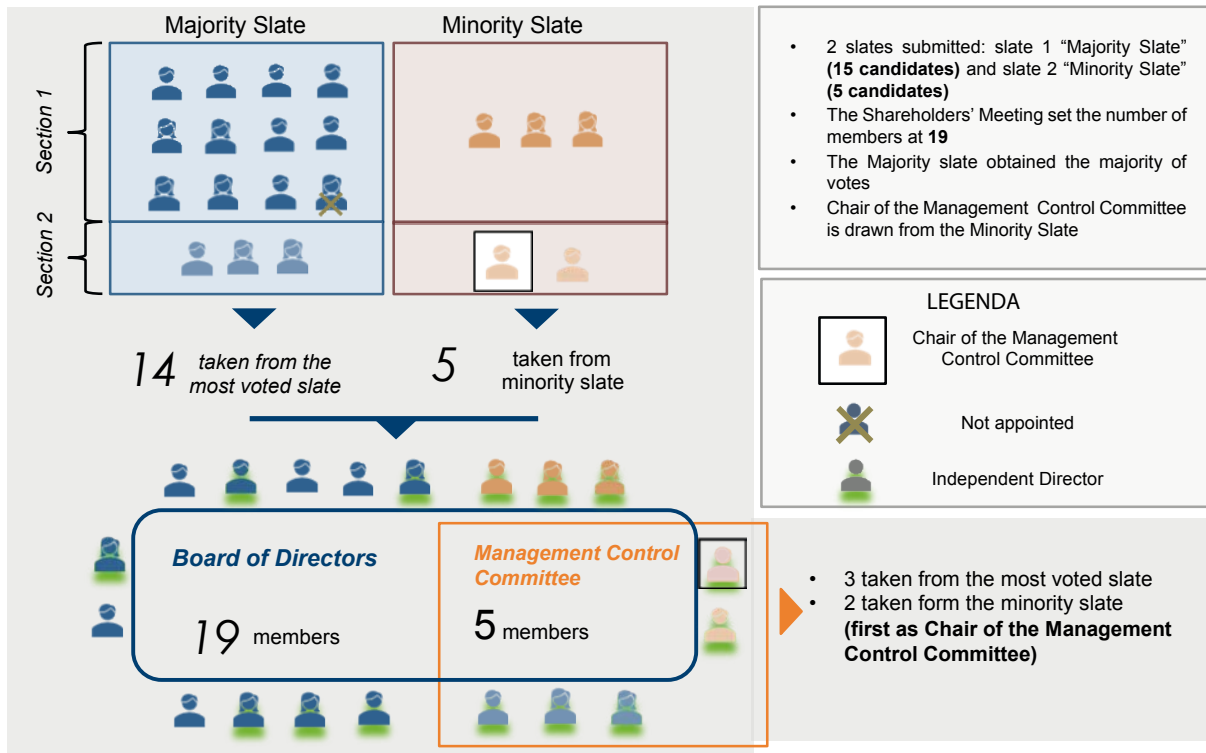 Majority Slate
Minority Slate
Section 1
Section 2
14
taken from the
most voted slate
5
taken from
minority slate
Board of Directors
19 members
Management Control
Committee
5 members
• 2 slates submitted: slate 1 “Majority Slate”
(15 candidates) and slate 2 “Minority Slate”
(5 candidates)
• The Shareholders’ Meeting set the number of
members at 19
• The Majority slate obtained the majority of
votes
• Chair of the Management Control Committee
is drawn from the Minority Slate
LEGENDA
Chair of the Management
Control Committee
Not appointed
Independent Director
• 3 taken from the most voted slate
• 2 taken form the minority slate
(first as Chair of the Management
Control Committee)